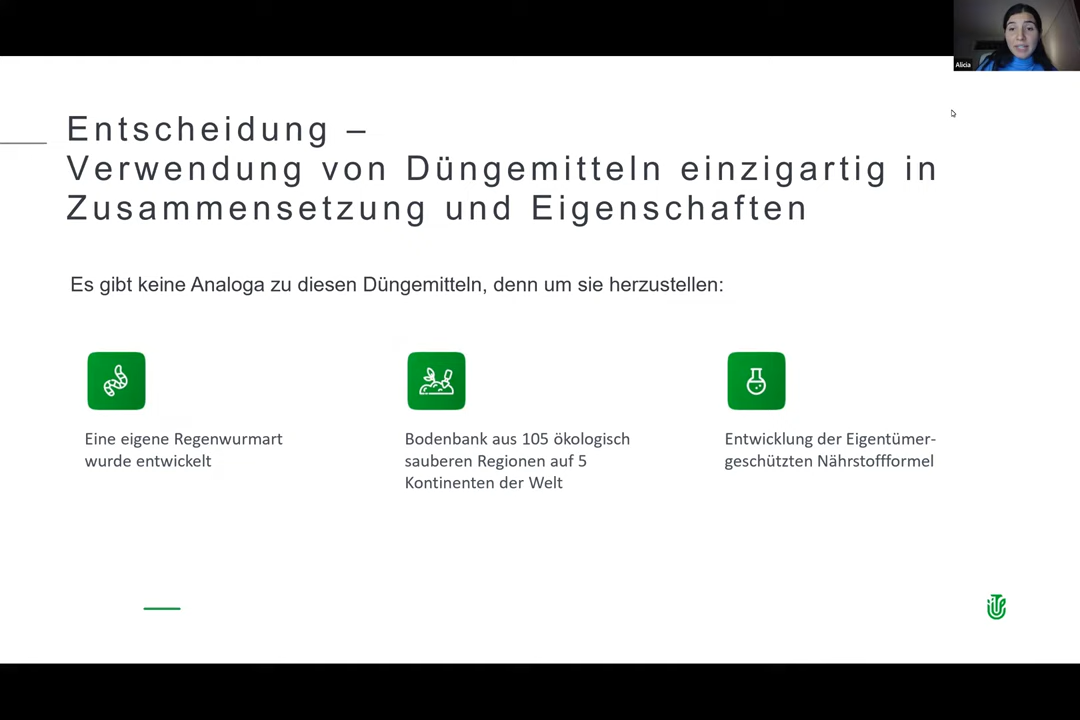 Alicia
Entscheidung –
Verwendung von Düngemitteln einzigartig in
Zusammensetzung und Eigenschaften
Es gibt keine Analoga zu diesen Düngemitteln, denn um sie herzustellen:
Eine eigene Regenwurmart
wurde entwickelt
Bodenbank aus 105 ökologisch
sauberen Regionen auf 5
Kontinenten der Welt
Entwicklung der Eigentümer-
geschützten Nährstoffformel